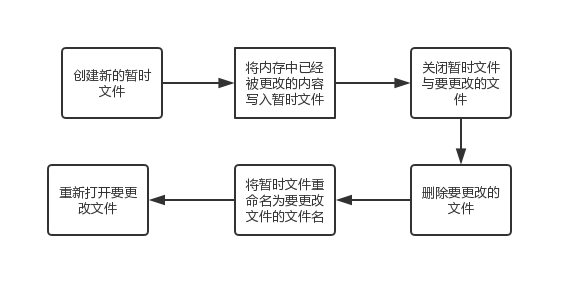 创建新的暂时
文件
将内存中已经
被更改的内容
写入暂时文件
关闭暂时文件
与要更改的文
件
删除要更改的
文件
将暂时文件重
命名为要更改
文件的文件名
重新打开要更
改文件